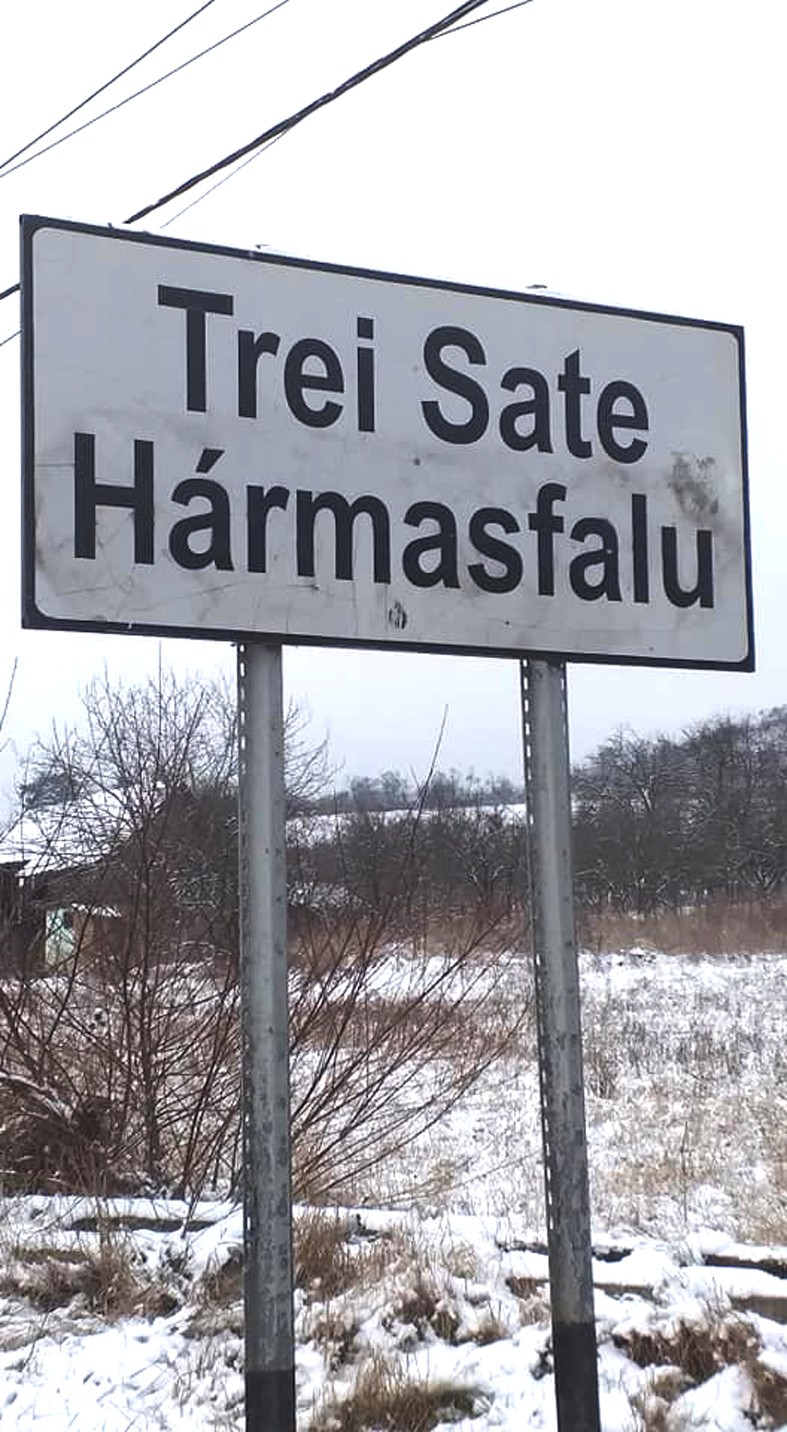 Trei Sate
Hármasfalu